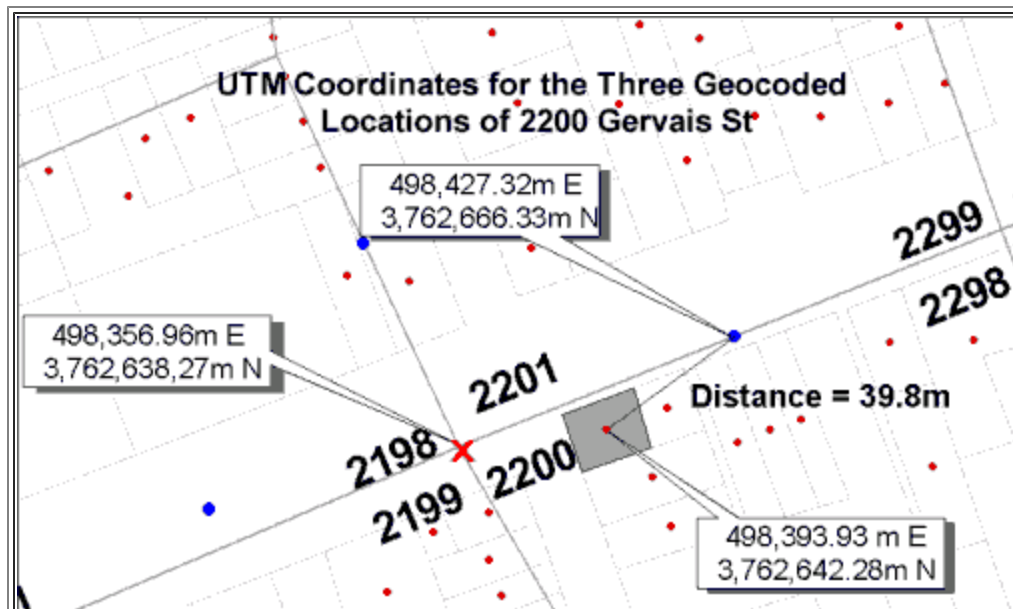 UTM Coordinates for the Three Geocoded
Locations of 2200 Gervais St
498,427.32m E
3,762,666.33m N
2299
2298
498,356.96m E
3,762,638,27m N
2201
Distance = 39.8m
2198
2200
2199
498,393.93 m E
3,762,642.28m N